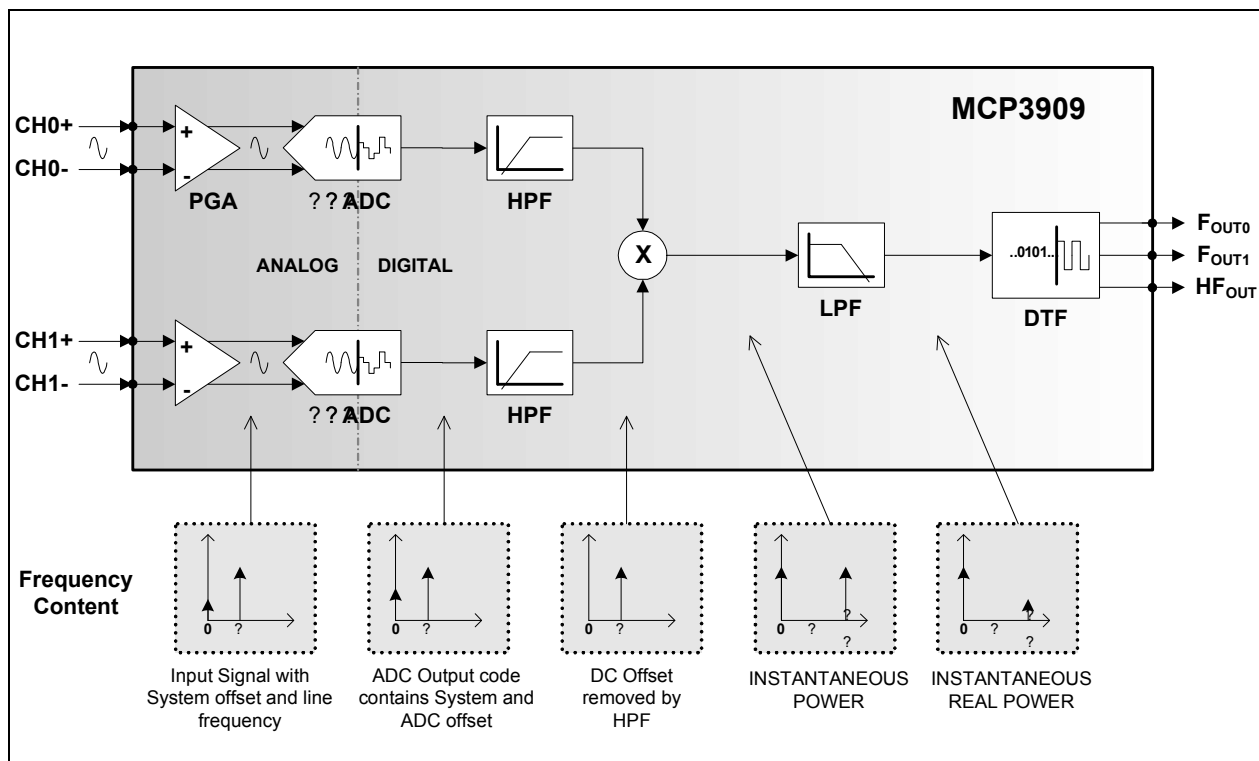 MCP3909
CH0+
CH0-
+
-
PGA
? ? ? ADC
HPF
ANALOG DIGITAL
X
LPF
..0101..
DTF
FOUT0
FOUT1
HFOUT
CH1+
CH1-
+
-
? ? ? ADC
HPF
Frequency
Content
0 ?
0 ?
0 ?
0 ? ?
?
0 ? ?
?
Input Signal with
System offset and line
frequency
ADC Output code
contains System and
ADC offset
DC Offset
removed by
HPF
INSTANTANEOUS
POWER
INSTANTANEOUS
REAL POWER